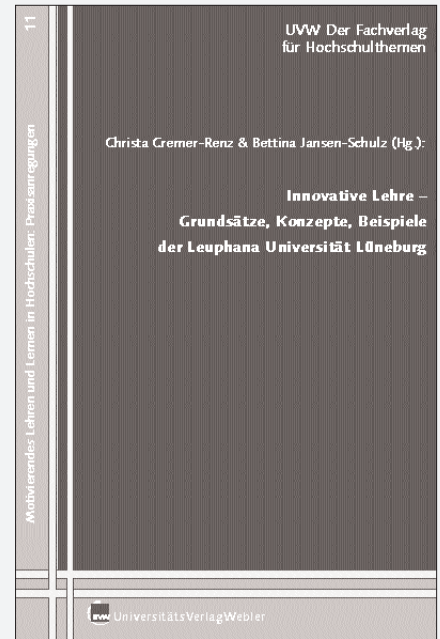 11
Motivierendes Lehren und Lernen in Hochschulen: Praxisanregungen
UVW Der Fachverlag
für Hochschulthemen
Christa Cremer-Renz & Bettina Jansen-Schulz (Hg.):
Innovative Lehre –
Grundsätze, Konzepte, Beispiele
der Leuphana Universität Lüneburg
UVW UniversitätsVerlagWebler